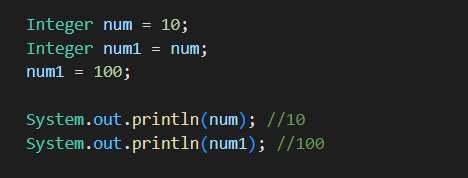 Integer num = 10;
Integer num1 = num;
num1 = 100;
System.out.println(num); //10
System.out.println(num1); //100